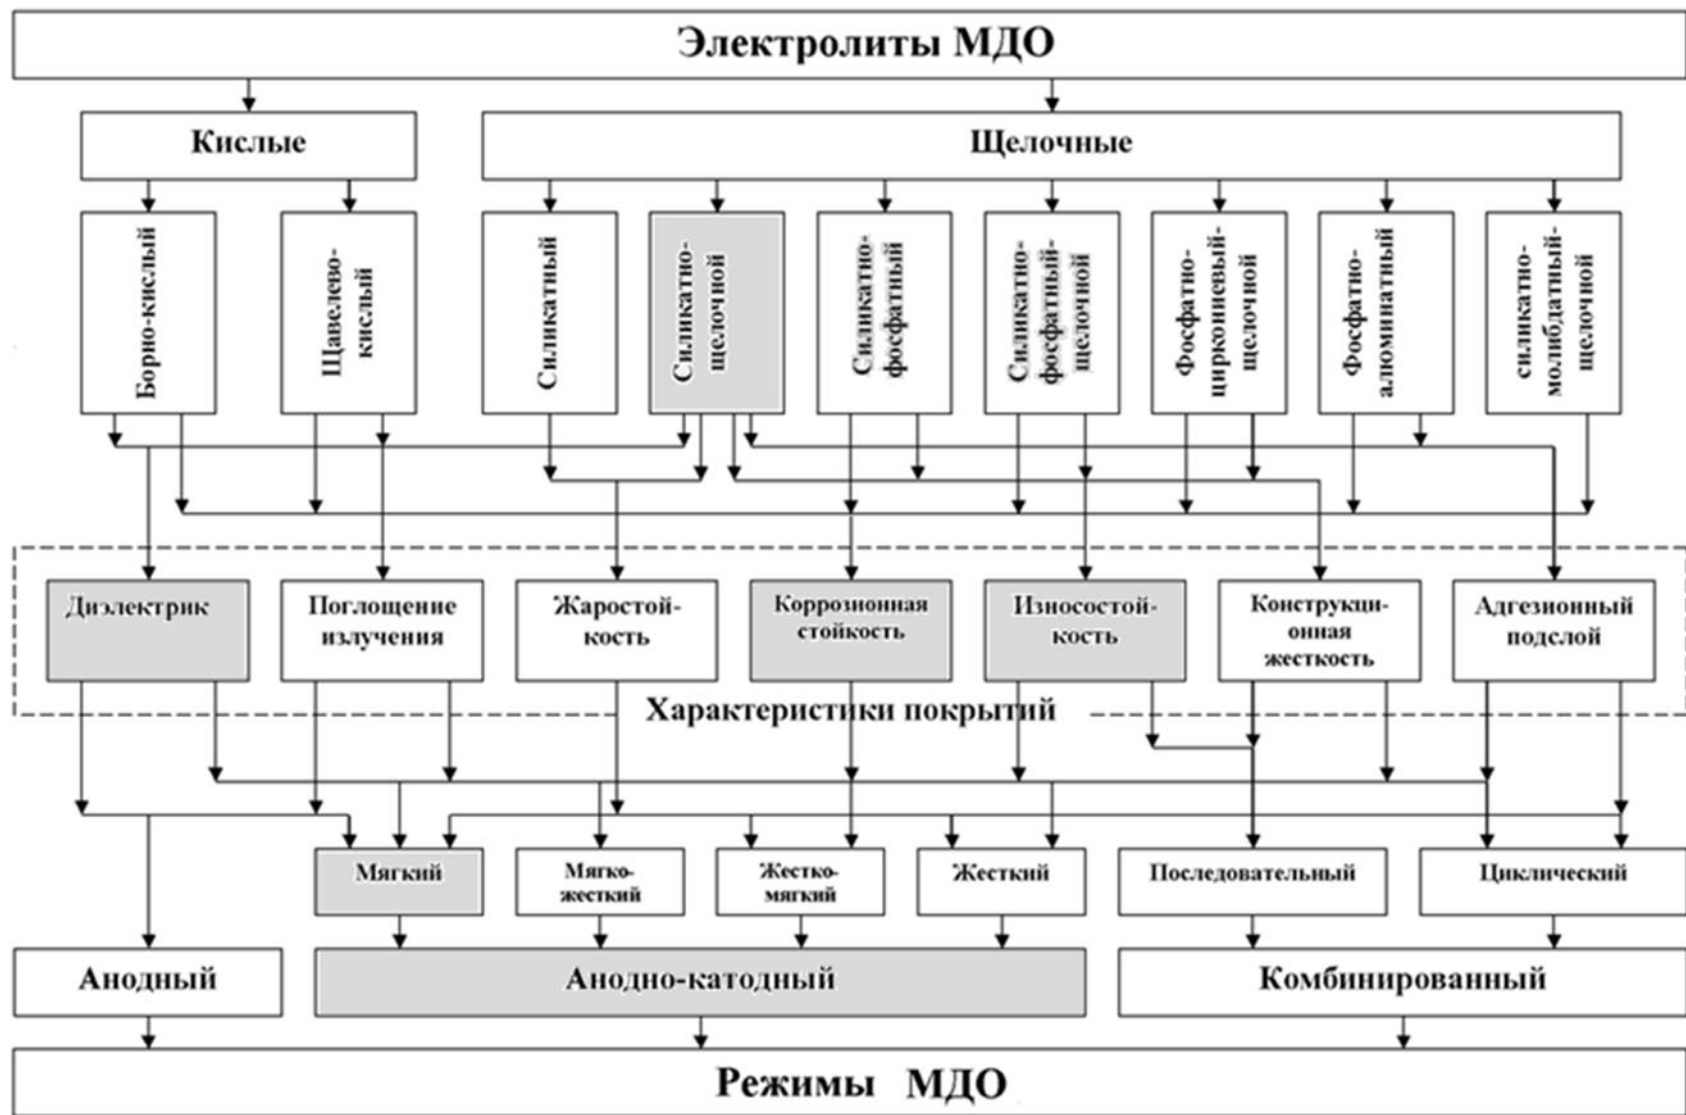 Электролиты МДО
Кислые
Щелочные
Борно-кислый
Щавелево-
кислый
Силикатный
Силикатно-
щелочной
Силикатно-
фосфатный
Силикатно-
фосфатный-
щелочной
Фосфатно-
циркониевый-
щелочной
Фосфатно-
алюминатный
силикатно-
молибдатный-
щелочной
Диэлектрик
Поглощение
излучения
Жаростой-
кость
Коррозионная
стойкость
Износостой-
кость
Конструкци-
онная
жесткость
Адгезионный
подслой
Характеристики покрытий
Мягкий
Мягко-
жесткий
Жестко-
мягкий
Жесткий
Последовательный
Циклический
Анодный
Анодно-катодный
Комбинированный
Режимы МДО